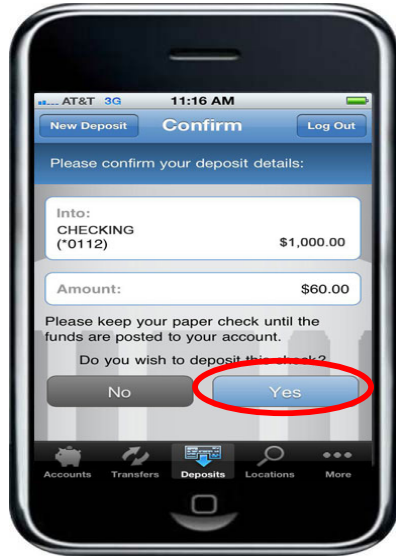 AT&T 3G 11:16 AM
New Deposit Confirm Log Out
Please confirm your deposit details:
Into:
CHECKING
(*0112) $1,000.00
Amount: $60.00
Please keep your paper check until the
funds are posted to your account.
Do you wish to deposit this check?
No Yes
Accounts Transfers Deposits Locations More